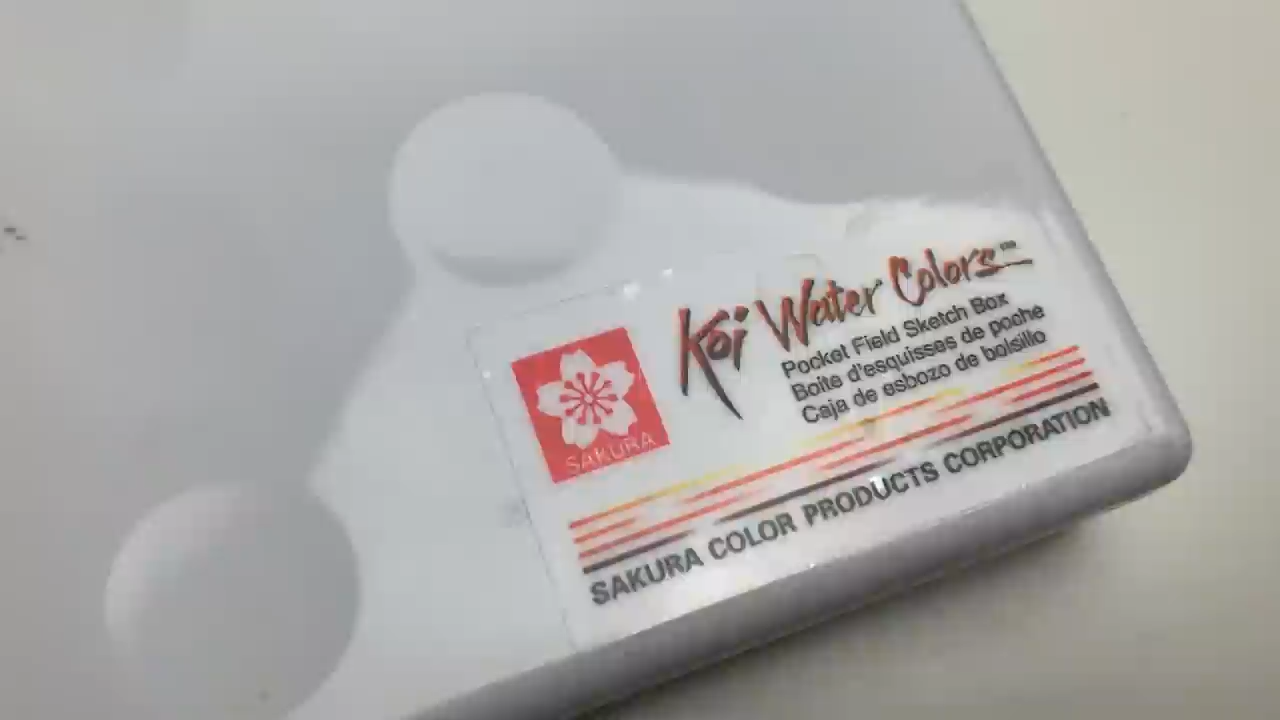 Koi Water Colors™
Pocket Field Sketch Box
Boite d'esquisses de poche
Caja de esbozo de bolsillo
SAKURA
SAKURA COLOR PRODUCTS CORPORATION